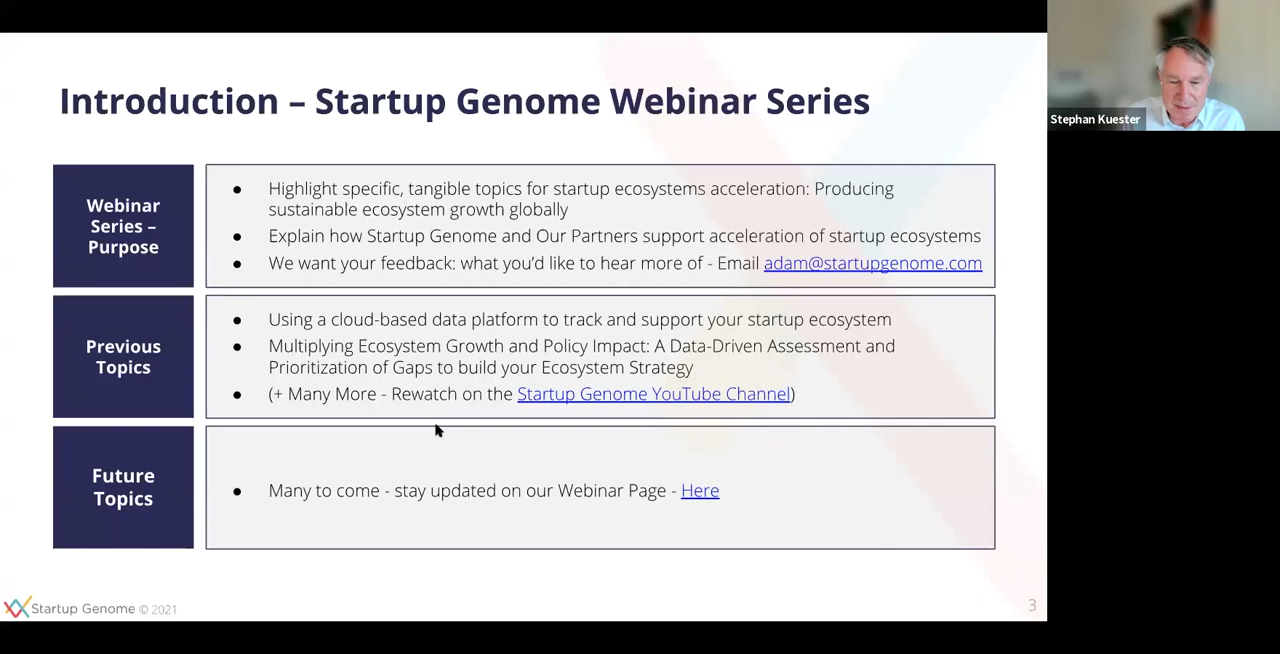 Introduction – Startup Genome Webinar Series
Stephan Kuester
Webinar
Series –
Purpose
● Highlight specific, tangible topics for startup ecosystems acceleration: Producing
sustainable ecosystem growth globally
● Explain how Startup Genome and Our Partners support acceleration of startup ecosystems
● We want your feedback: what you'd like to hear more of - Email adam@startupgenome.com
Previous
Topics
● Using a cloud-based data platform to track and support your startup ecosystem
● Multiplying Ecosystem Growth and Policy Impact: A Data-Driven Assessment and
Prioritization of Gaps to build your Ecosystem Strategy
● (+ Many More - Rewatch on the Startup Genome YouTube Channel)
Future
Topics
● Many to come - stay updated on our Webinar Page - Here
Startup Genome © 2021
3